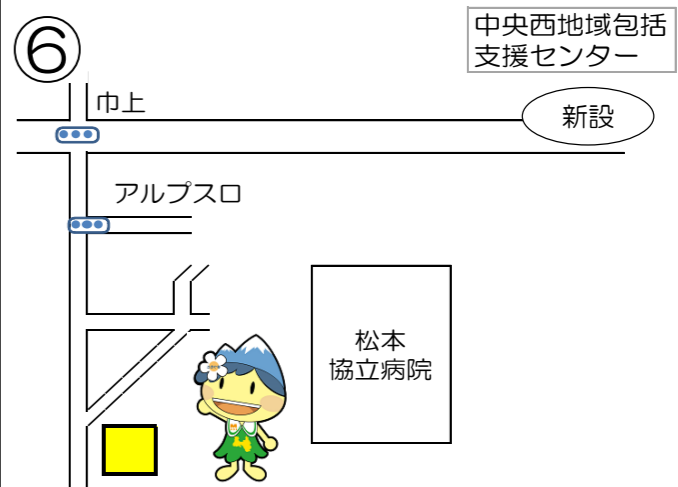 ⑥
中央西地域包括
支援センター
巾上
新設
アルプス口
松本
協立病院